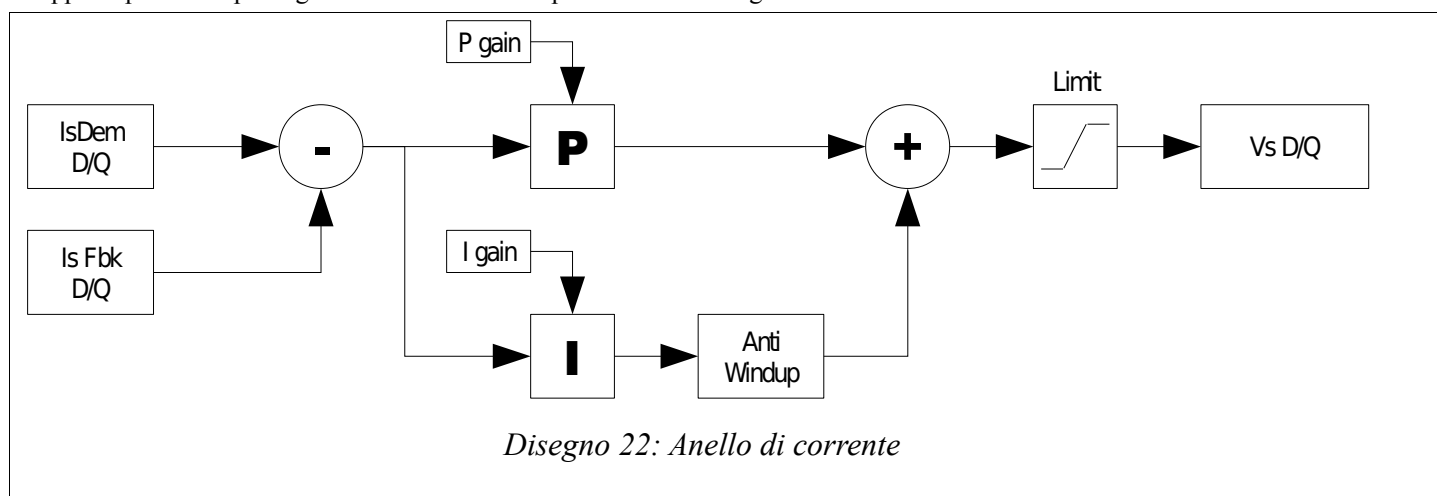 P gain
Limit
IsDem
D/Q
-
P
+
Vs D/Q
Is Fbk
D/Q
I gain
I
Anti
Windup
Disegno 22: Anello di corrente